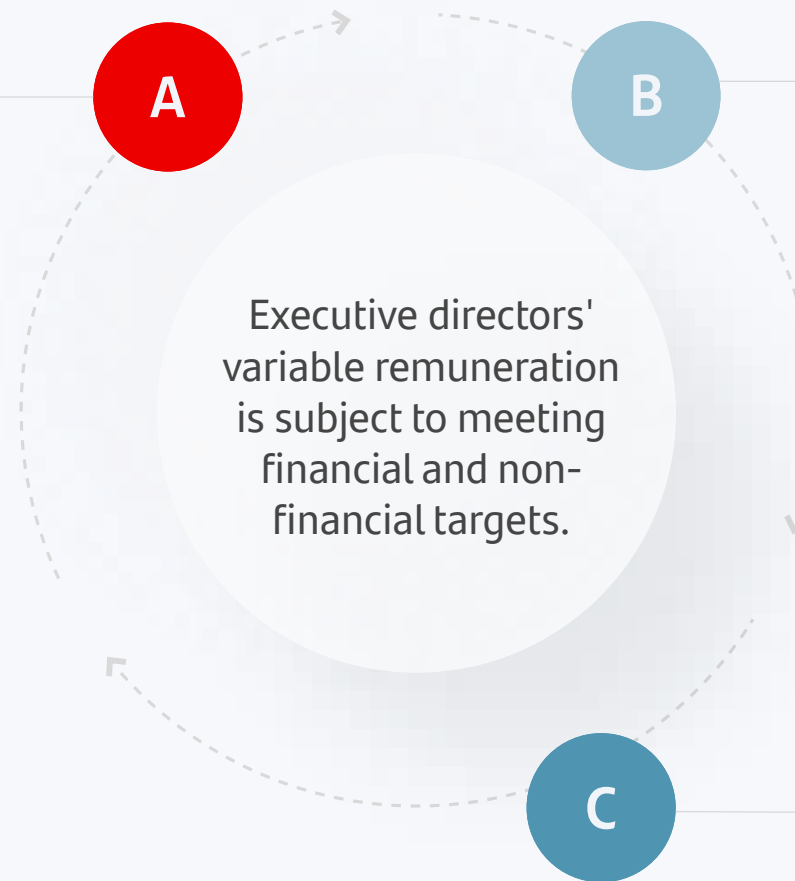 A
B
Executive directors'
variable remuneration
is subject to meeting
financial and non-
financial targets.
C